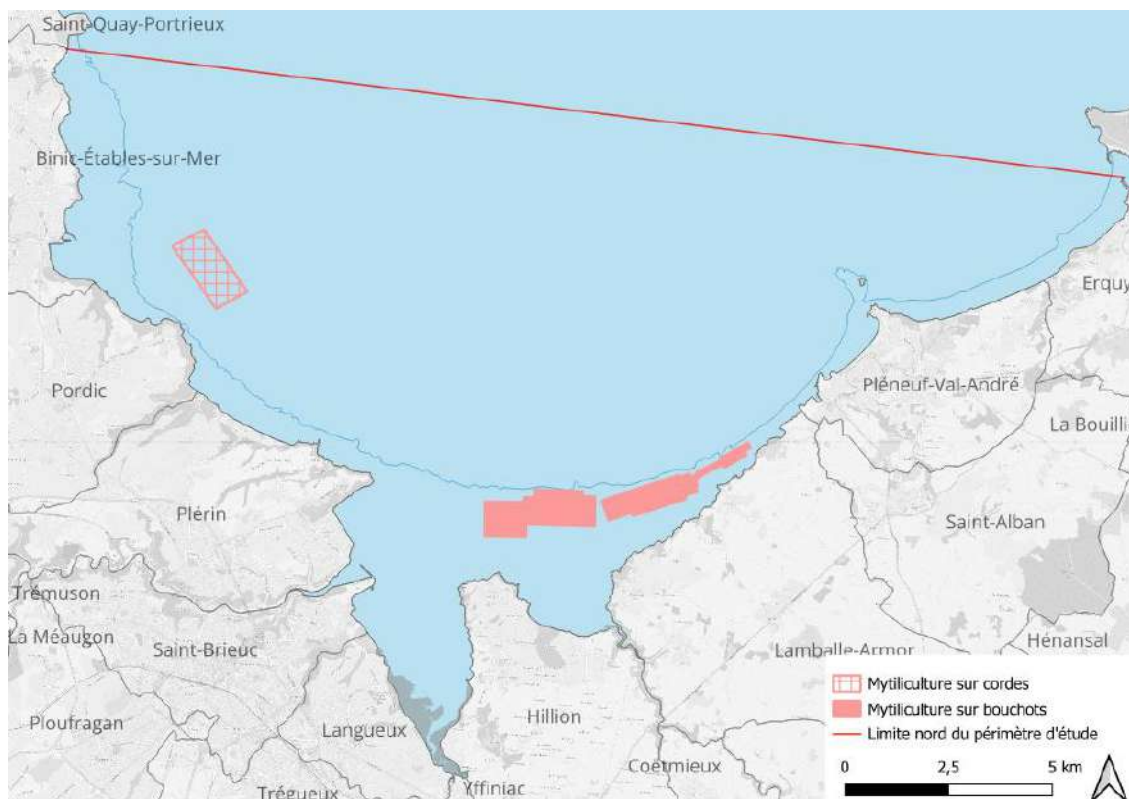 Saint-Quay-Portrieux
Binic-Étables-sur-Mer
Erquy
Pordic
Pléneuf-Val-André
La Bouilli
Plérin
Saint-Alban
Trémuson
La Méaugon
Saint-Brieuc
Lamballe-Armor
Hénansal
Ploufragan
Langueux
Hillion
Coëtmieux
Yffiniac
Trégueux
Mytiliculture sur cordes
Mytiliculture sur bouchots
Limite nord du périmètre d'étude
0 2,5 5 km